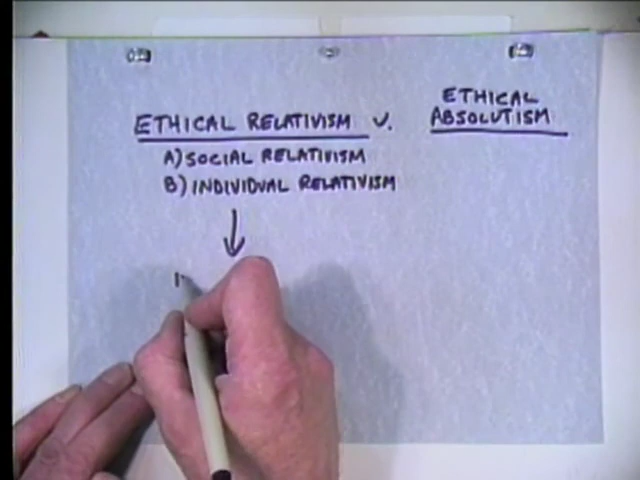 ETHICAL RELATIVISM V.
ETHICAL
ABSOLUTISM
A) SOCIAL RELATIVISM
B) INDIVIDUAL RELATIVISM